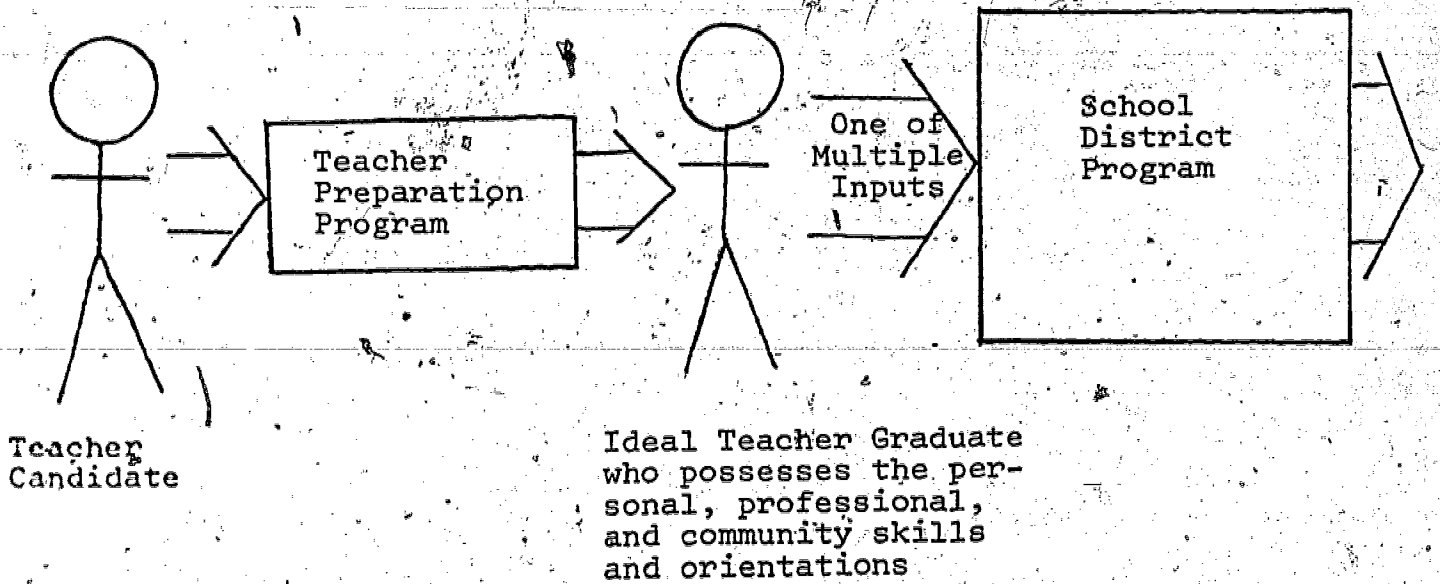 Teacher
Preparation
Program
One of
Multiple
Inputs
School
District
Program
Teacher
Candidate
Ideal Teacher Graduate
who possesses the per-
sonal, professional,
and community skills
and orientations